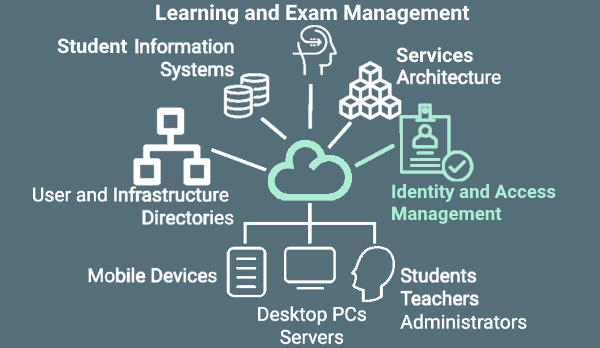 Learning and Exam Management
Student Information
Systems
Services
Architecture
User and Infrastructure
Directories
Identity and Access
Management
Mobile Devices
Desktop PCs
Servers
Students
Teachers
Administrators